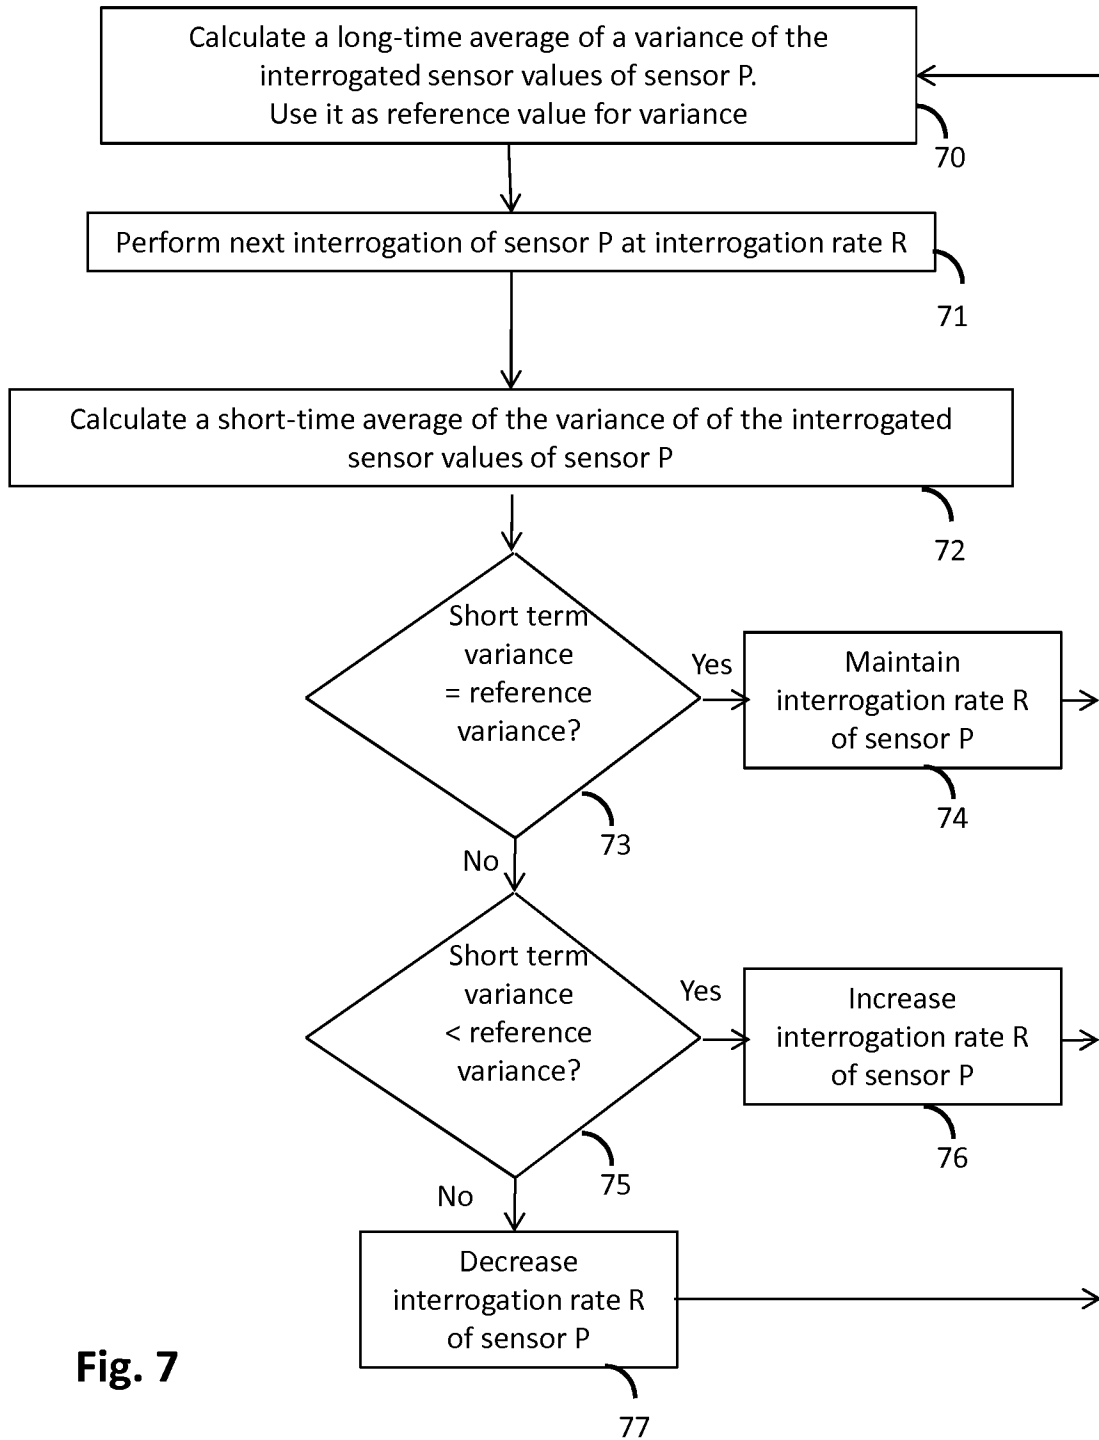 Calculate a long-time average of a variance of the
interrogated sensor values of sensor P.
Use it as reference value for variance
70
Perform next interrogation of sensor P at interrogation rate R
71
Calculate a short-time average of the variance of of the interrogated
sensor values of sensor P
72
Short term
variance
= reference
variance?
73
Yes
Maintain
interrogation rate R
of sensor P
74
No
Short term
variance
< reference
variance?
75
Yes
Increase
interrogation rate R
of sensor P
76
No
Decrease
interrogation rate R
of sensor P
77
Fig. 7